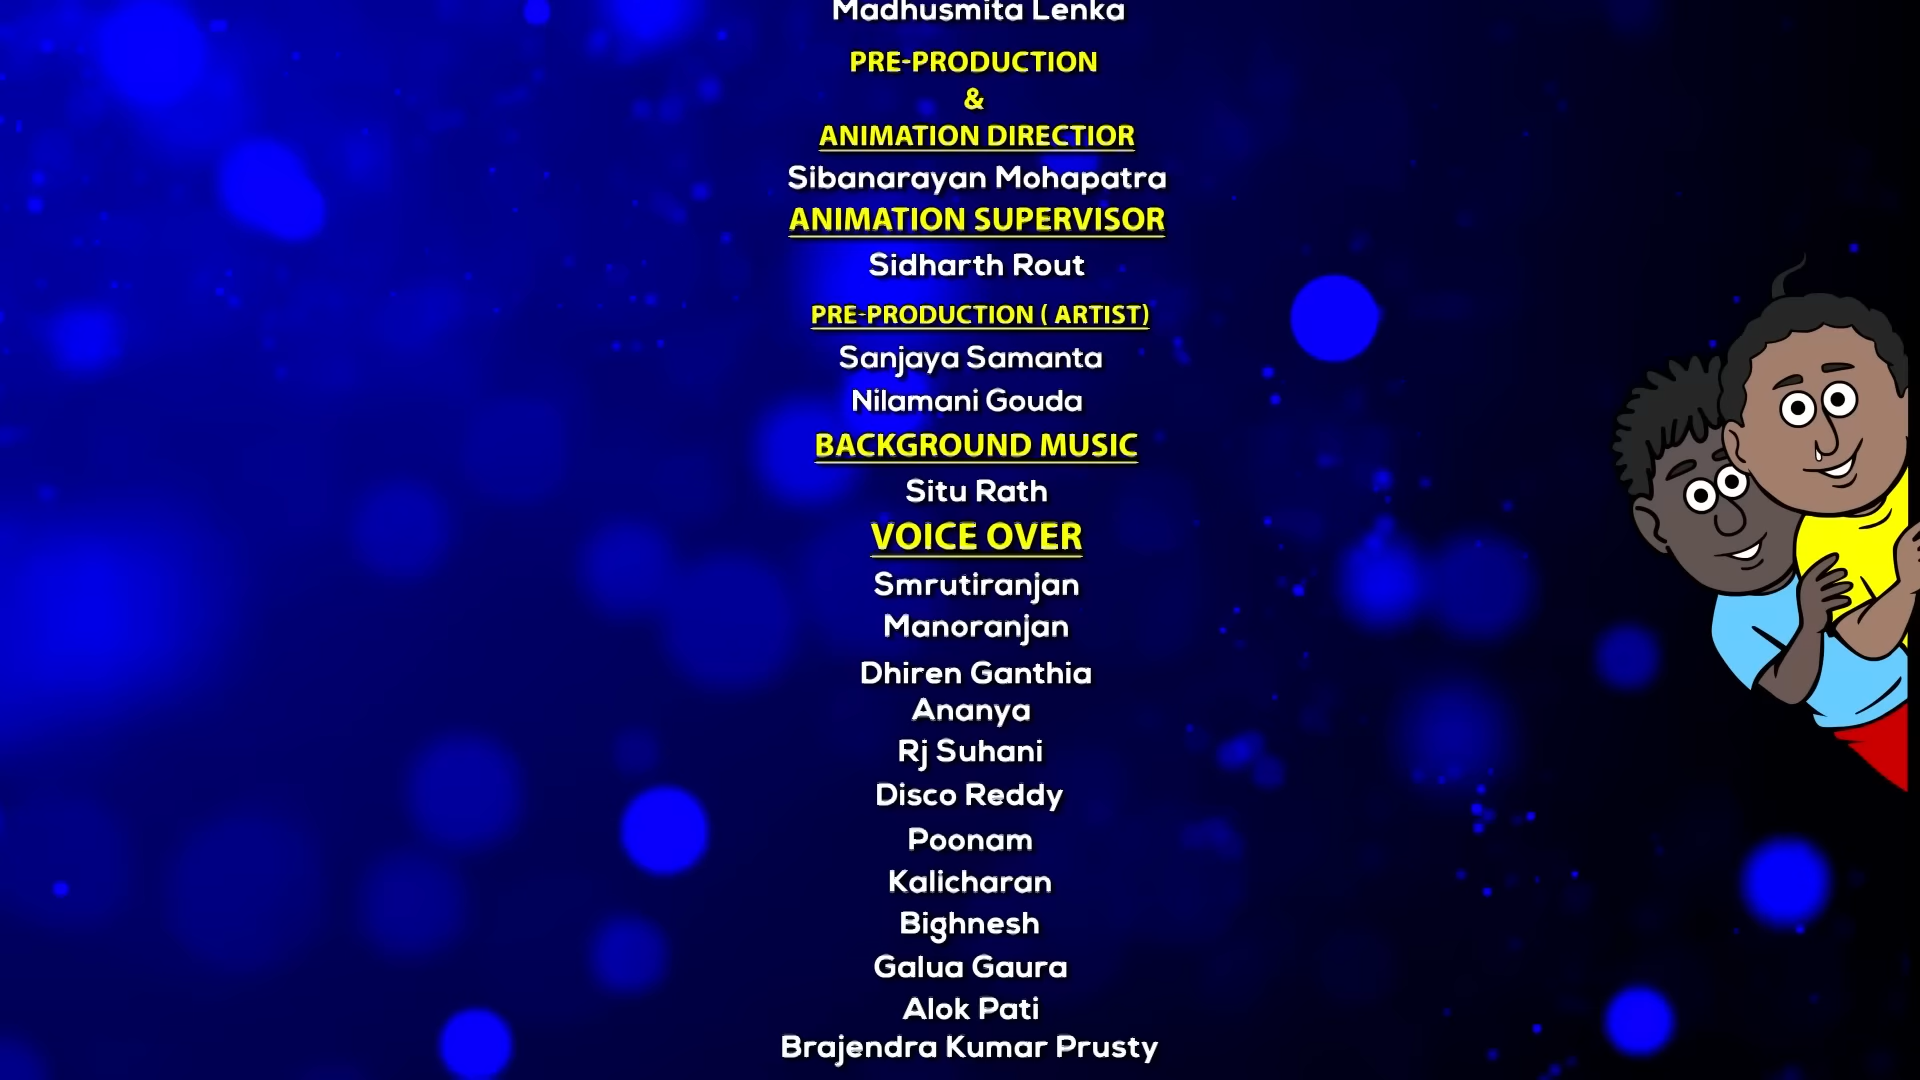 Madhusmita Lenka
PRE-PRODUCTION
&
ANIMATION DIRECTIOR
Sibanarayan Mohapatra
ANIMATION SUPERVISOR
Sidharth Rout
PRE-PRODUCTION ( ARTIST)
Sanjaya Samanta
Nilamani Gouda
BACKGROUND MUSIC
Situ Rath
VOICE OVER
Smrutiranjan
Manoranjan
Dhiren Ganthia
Ananya
Rj Suhani
Disco Reddy
Poonam
Kalicharan
Bighnesh
Galua Gaura
Alok Pati
Brajendra Kumar Prusty